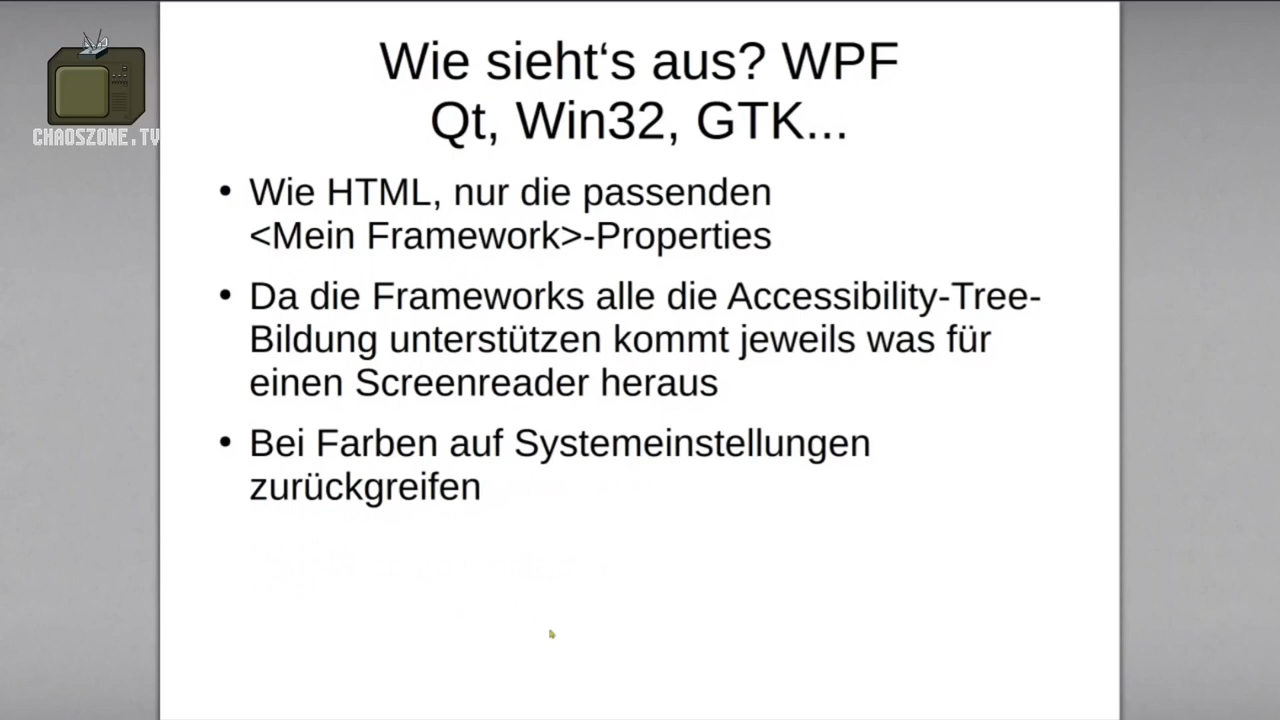 CHAOSZONE.TV
Wie sieht‘s aus? WPF
Qt, Win32, GTK...
• Wie HTML, nur die passenden
<Mein Framework>-Properties
• Da die Frameworks alle die Accessibility-Tree-
Bildung unterstützen kommt jeweils was für
einen Screenreader heraus
• Bei Farben auf Systemeinstellungen
zurückgreifen